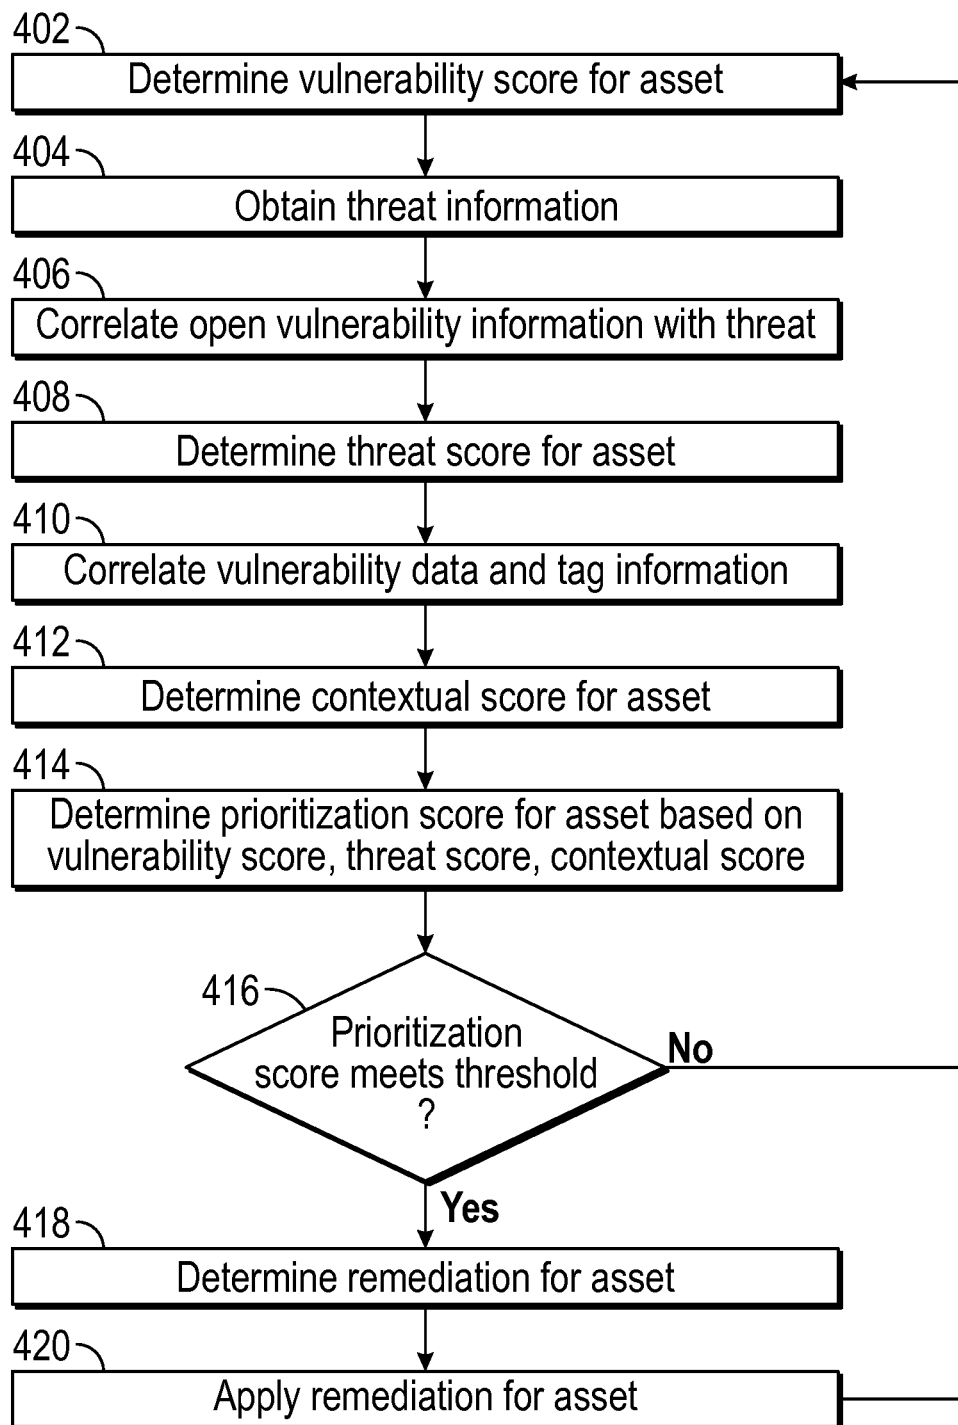 402
Determine vulnerability score for asset
404
Obtain threat information
406
Correlate open vulnerability information with threat
408
Determine threat score for asset
410
Correlate vulnerability data and tag information
412
Determine contextual score for asset
414
Determine prioritization score for asset based on
vulnerability score, threat score, contextual score
416
Prioritization
score meets threshold
?
No
Yes
418
Determine remediation for asset
420
Apply remediation for asset